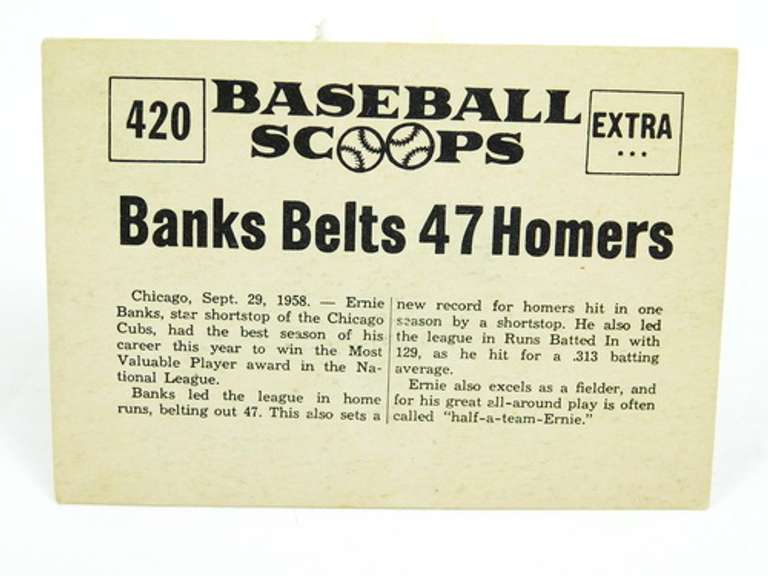 420
BASEBALL
SCOOPS
EXTRA
...
Banks Belts 47 Homers
Chicago, Sept. 29, 1958. — Ernie
Banks, star shortstop of the Chicago
Cubs, had the best season of his
career this year to win the Most
Valuable Player award in the Na-
tional League.
Banks led the league in home
runs, belting out 47. This also sets a
new record for homers hit in one
season by a shortstop. He also led
the league in Runs Batted In with
129, as he hit for a .313 batting
average.
Ernie also excels as a fielder, and
for his great all-around play is often
called "half-a-team-Ernie."